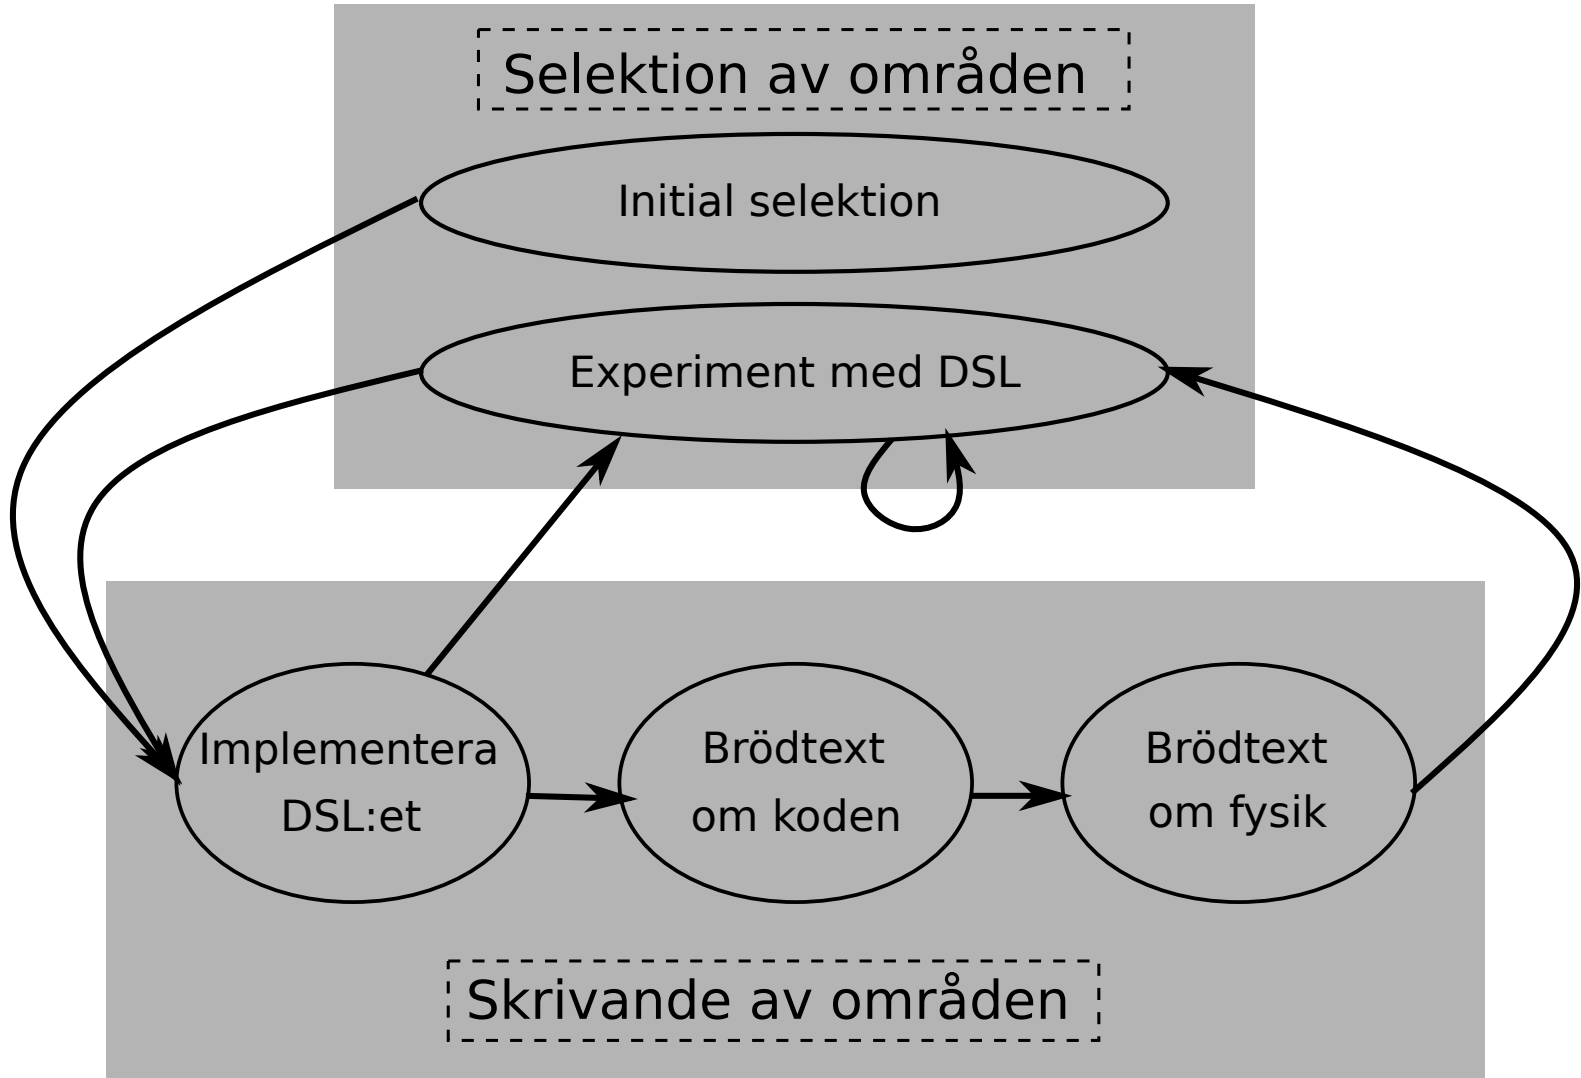 Selektion av områden
Initial selektion
Experiment med DSL
Implementera
DSL:et
Brödtext
om koden
Brödtext
om fysik
Skrivande av områden